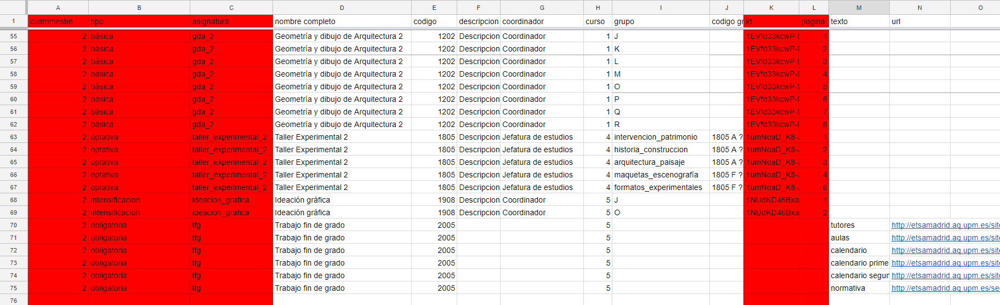 A B C D E F G H I J K L M N O
1 cuatrimestre tipo asignatura nombre completo codigo descripcion coordinador curso grupo codigo gr id pagina texto url
55 2 básica gda_2 Geometría y dibujo de Arquitectura 2 1202 Descripcion Coordinador 1 J 1EVfd33kcwP-I 1
56 2 básica gda_2 Geometría y dibujo de Arquitectura 2 1202 Descripcion Coordinador 1 K 1EVfd33kcwP-I 2
57 2 básica gda_2 Geometría y dibujo de Arquitectura 2 1202 Descripcion Coordinador 1 L 1EVfd33kcwP-I 3
58 2 básica gda_2 Geometría y dibujo de Arquitectura 2 1202 Descripcion Coordinador 1 M 1EVfd33kcwP-I 4
59 2 básica gda_2 Geometría y dibujo de Arquitectura 2 1202 Descripcion Coordinador 1 O 1EVfd33kcwP-I 5
60 2 básica gda_2 Geometría y dibujo de Arquitectura 2 1202 Descripcion Coordinador 1 P 1EVfd33kcwP-I 6
61 2 básica gda_2 Geometría y dibujo de Arquitectura 2 1202 Descripcion Coordinador 1 Q 1EVfd33kcwP-I 7
62 2 básica gda_2 Geometría y dibujo de Arquitectura 2 1202 Descripcion Coordinador 1 R 1EVfd33kcwP-I 8
63 2 optativa taller_experimental_2 Taller Experimental 2 1805 Descripcion Jefatura de estudios 4 intervencion_patrimonio 1805 A ? 1umNoaD_K8-. 1
64 2 optativa taller_experimental_2 Taller Experimental 2 1805 Descripcion Jefatura de estudios 4 historia_construccion 1805 A ? 1umNoaD_K8-. 2
65 2 optativa taller_experimental_2 Taller Experimental 2 1805 Descripcion Jefatura de estudios 4 arquitectura_paisaje 1805 A ? 1umNoaD_K8-. 3
66 2 optativa taller_experimental_2 Taller Experimental 2 1805 Descripcion Jefatura de estudios 4 maquetas_escenografía 1805 F ? 1umNoaD_K8-. 4
67 2 optativa taller_experimental_2 Taller Experimental 2 1805 Descripcion Jefatura de estudios 4 formatos_experimentales 1805 F ? 1umNoaD_K8-. 6
68 2 intensificacion ideacion_grafica Ideación gráfica 1908 Descripcion Coordinador 5 J 1NUdKD46Bxa 1
69 2 intensificacion ideacion_grafica Ideación gráfica 1908 Descripcion Coordinador 5 O 1NUdKD46Bxa 2
70 2 obligatoria tfg Trabajo fin de grado 2005 5 tutores http://etsamadrid.aq.upm.es/site
71 2 obligatoria tfg Trabajo fin de grado 2005 5 aulas http://etsamadrid.aq.upm.es/site
72 2 obligatoria tfg Trabajo fin de grado 2005 5 calendario http://etsamadrid.aq.upm.es/site
73 2 obligatoria tfg Trabajo fin de grado 2005 5 calendario prime http://etsamadrid.aq.upm.es/site
74 2 obligatoria tfg Trabajo fin de grado 2005 5 calendario segun http://etsamadrid.aq.upm.es/site
75 2 obligatoria tfg Trabajo fin de grado 2005 5 normativa http://etsamadrid.aq.upm.es/se
76